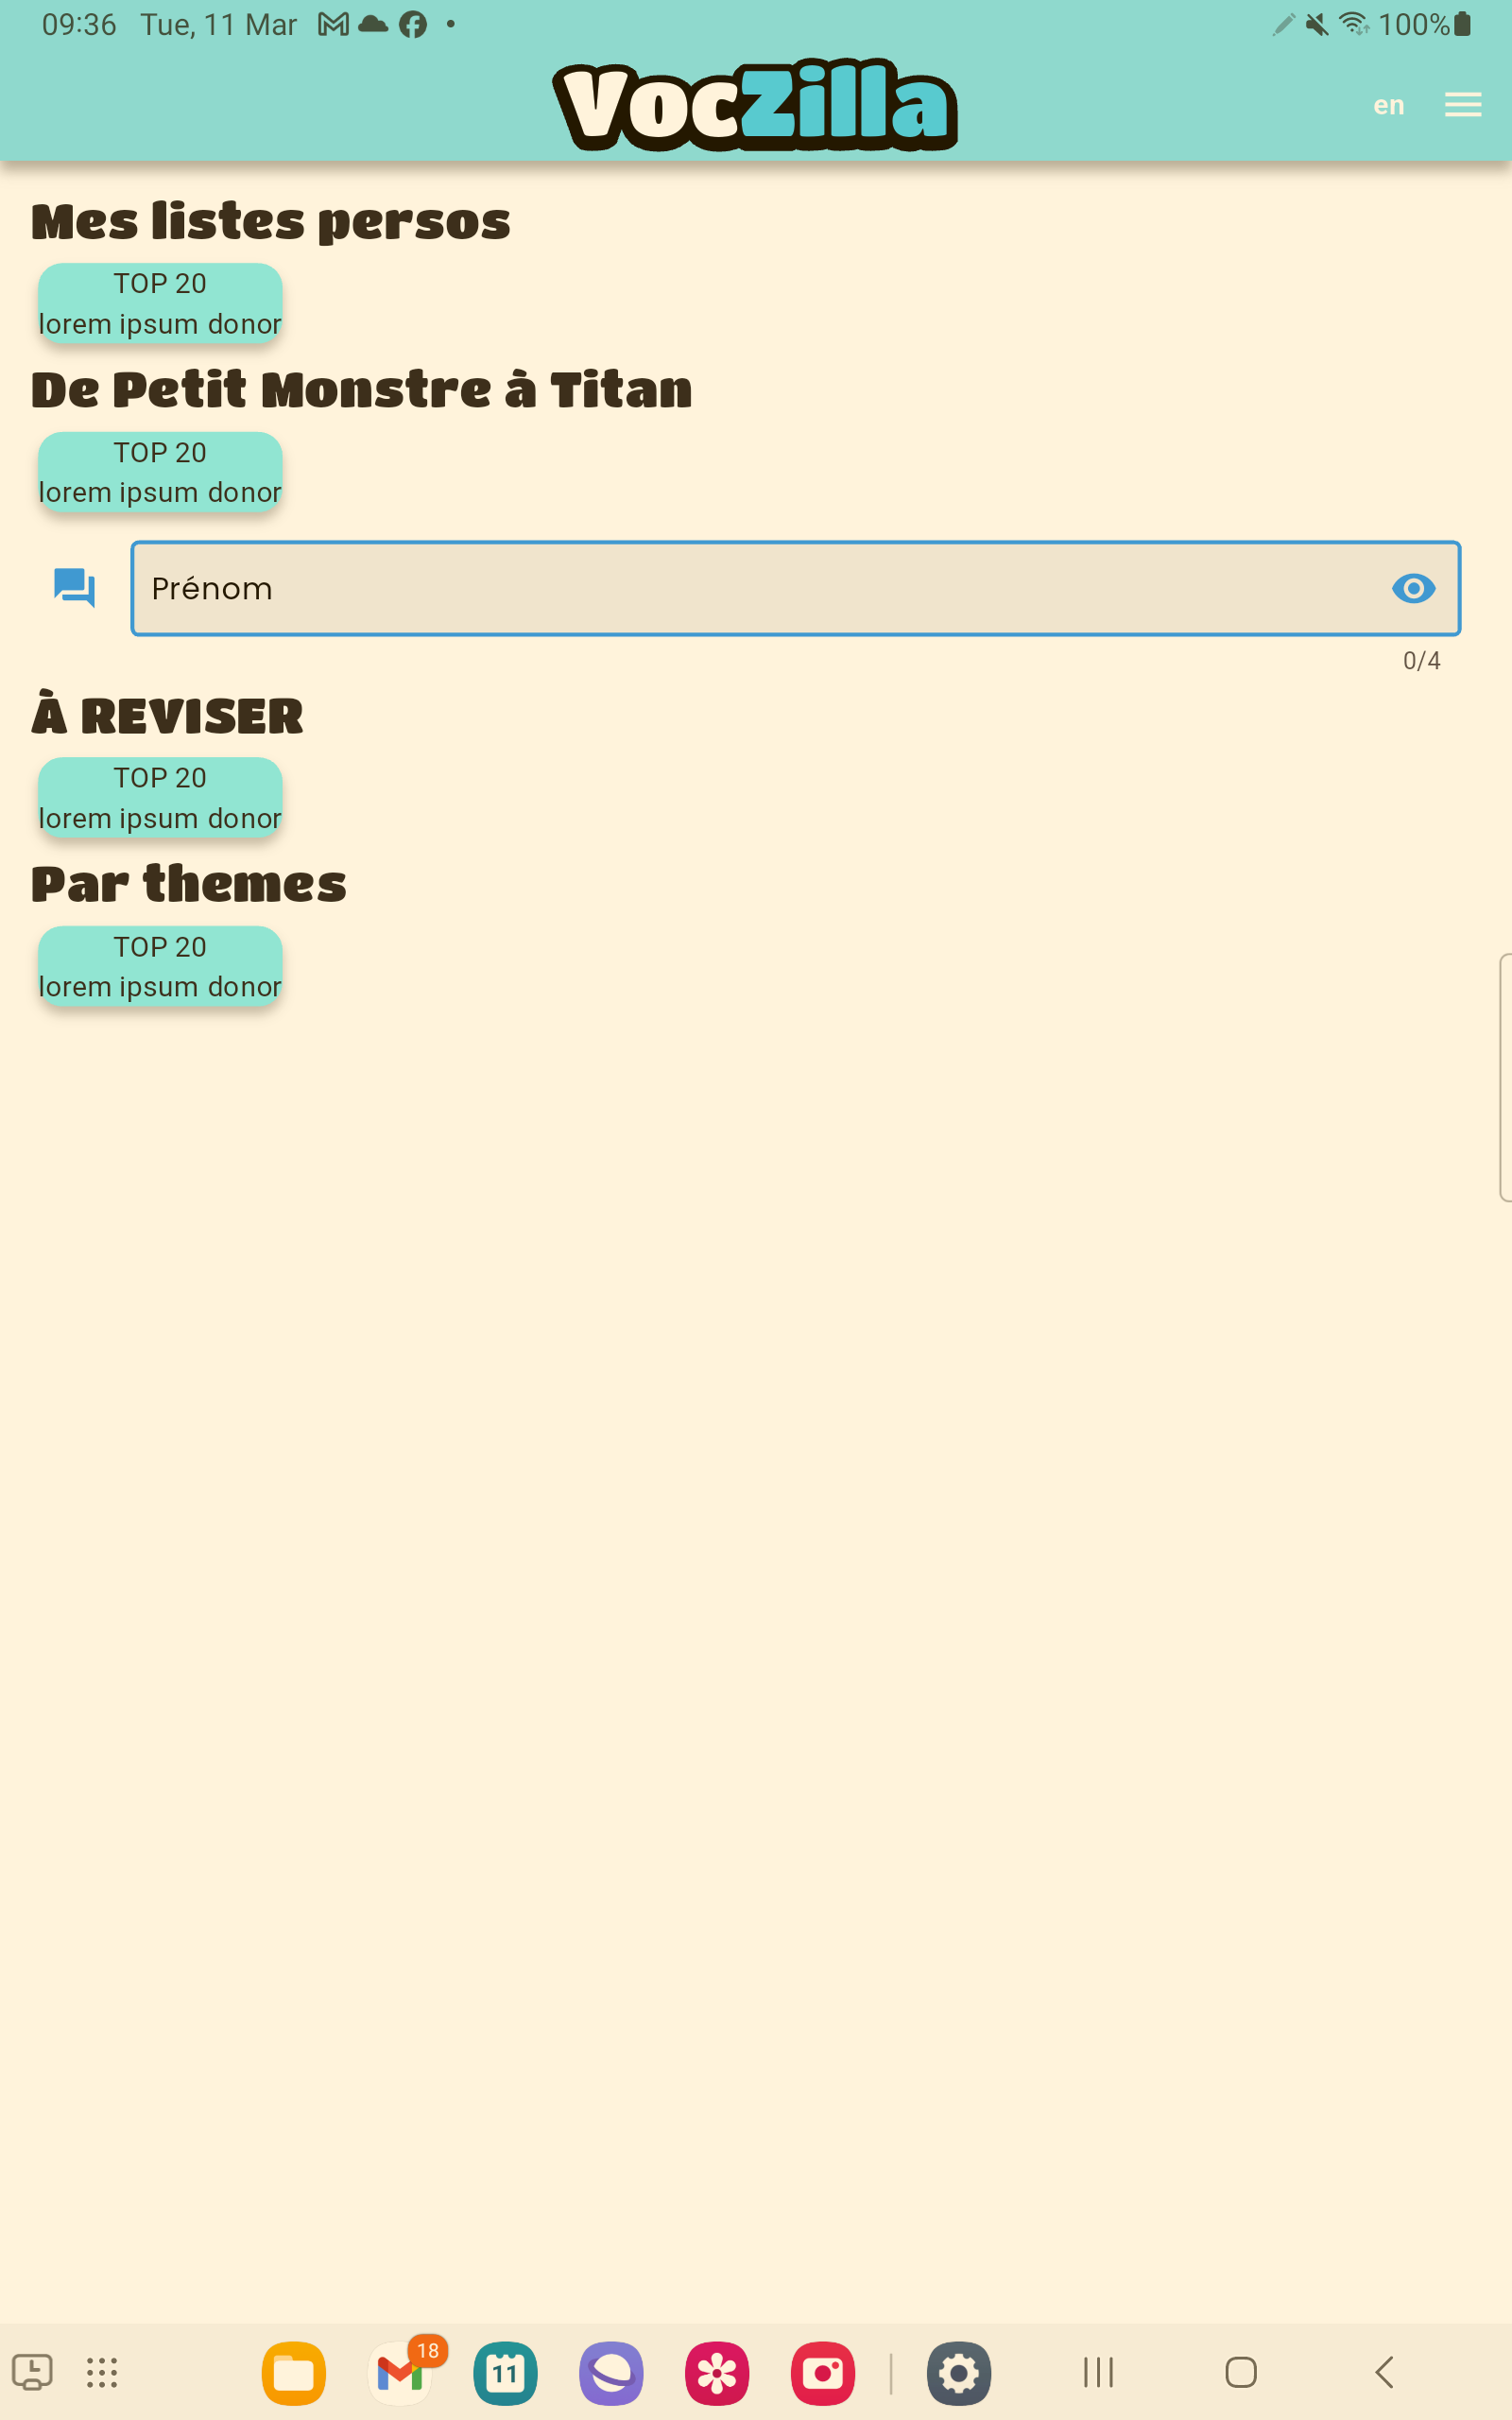 09:36 Tue, 11 Mar
100%
VocZilla
en
Mes listes persos
TOP 20
lorem ipsum donor
De Petit Monstre à Titan
TOP 20
lorem ipsum donor
Prénom
0/4
À REVISER
TOP 20
lorem ipsum donor
Par themes
TOP 20
lorem ipsum donor
18
11